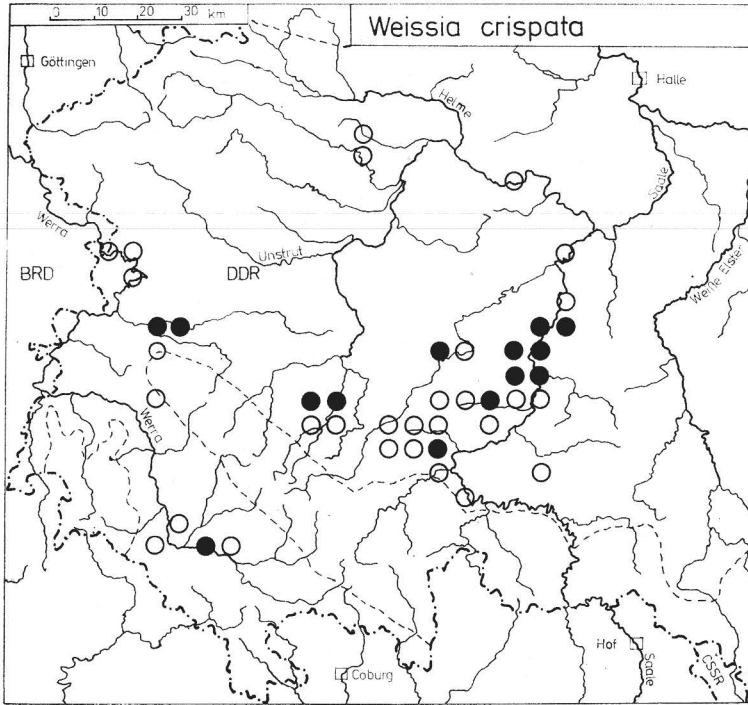 0 10 20 30 km
Weissia crispata
Göttingen
Halle
Helme
Saale
Werra
Unstrut
Weiße Elster
BRD
DDR
Werra
Hof
Saale
CSSR
Coburg